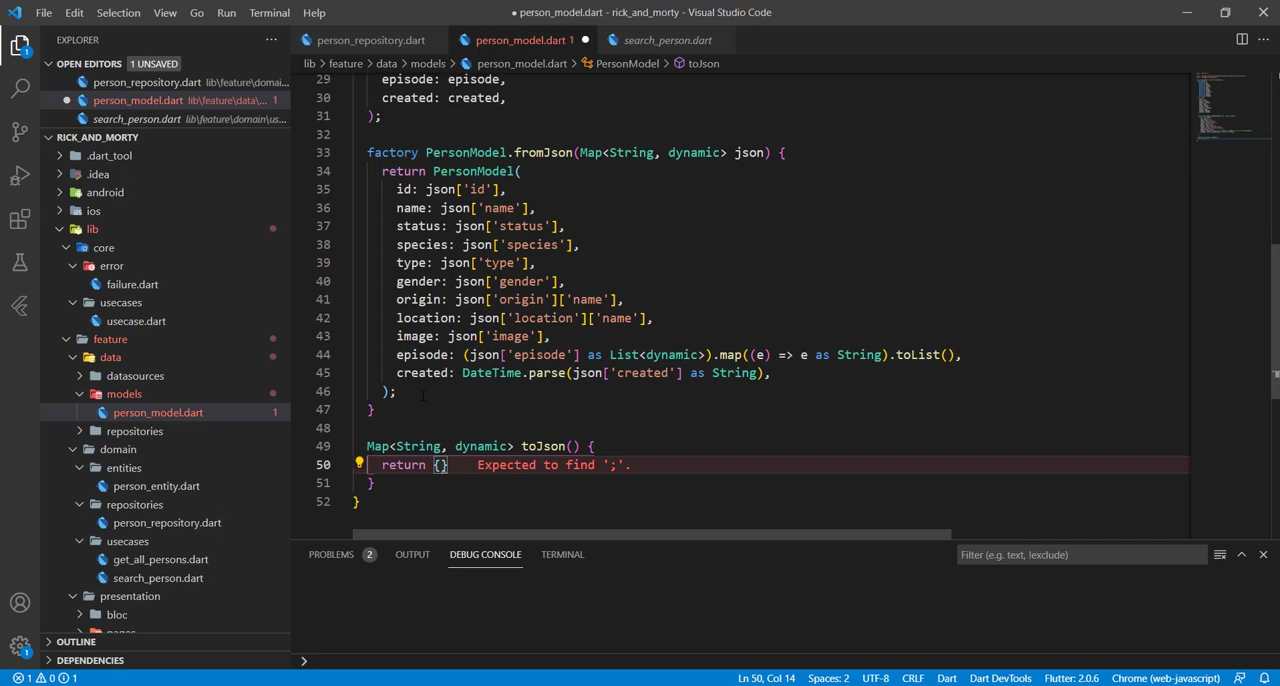 File Edit Selection View Go Run Terminal Help
● person_model.dart - rick_and_morty - Visual Studio Code
EXPLORER
OPEN EDITORS 1 UNSAVED
person_repository.dart lib\feature\domai...
person_model.dart lib\feature\data\... 1
search_person.dart lib\feature\domain\us...
RICK_AND_MORTY
.dart_tool
.idea
android
ios
lib
core
error
failure.dart
usecases
usecase.dart
feature
data
datasources
models
person_model.dart 1
repositories
domain
entities
person_entity.dart
repositories
person_repository.dart
usecases
get_all_persons.dart
search_person.dart
presentation
bloc
pages
OUTLINE
DEPENDENCIES
1
1
person_repository.dart person_model.dart 1 search_person.dart
lib > feature > data > models > person_model.dart > PersonModel > toJson
29 episode: episode,
30 created: created,
31 );
32
33 factory PersonModel.fromJson(Map<String, dynamic> json) {
34 return PersonModel(
35 id: json['id'],
36 name: json['name'],
37 status: json['status'],
38 species: json['species'],
39 type: json['type'],
40 gender: json['gender'],
41 origin: json['origin']['name'],
42 location: json['location']['name'],
43 image: json['image'],
44 episode: (json['episode'] as List<dynamic>).map((e) => e as String).toList(),
45 created: DateTime.parse(json['created'] as String),
46 );
47 }
48
49 Map<String, dynamic> toJson() {
50 return {} Expected to find ';'.
51 }
52 }
PROBLEMS 2 OUTPUT DEBUG CONSOLE TERMINAL
Filter (e.g. text, !exclude)
1 0 1 Ln 50, Col 14 Spaces: 2 UTF-8 CRLF Dart Dart DevTools Flutter: 2.0.6 Chrome (web-javascript)